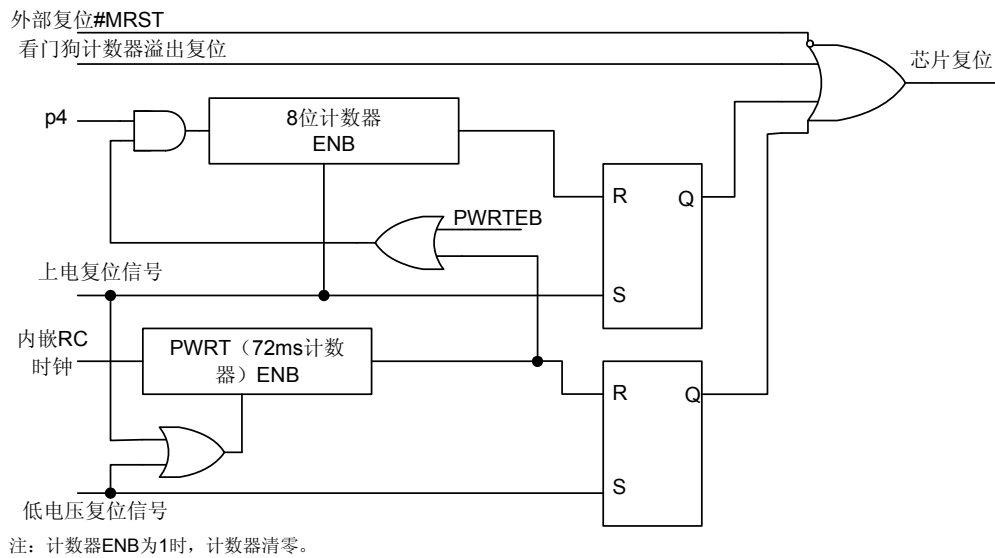 外部复位#MRST
看门狗计数器溢出复位
芯片复位
p4
8位计数器
ENB
R
Q
PWRTEB
上电复位信号
S
内嵌RC
时钟
PWRT（72ms计数
器）ENB
R
Q
S
低电压复位信号
注：计数器ENB为1时，计数器清零。